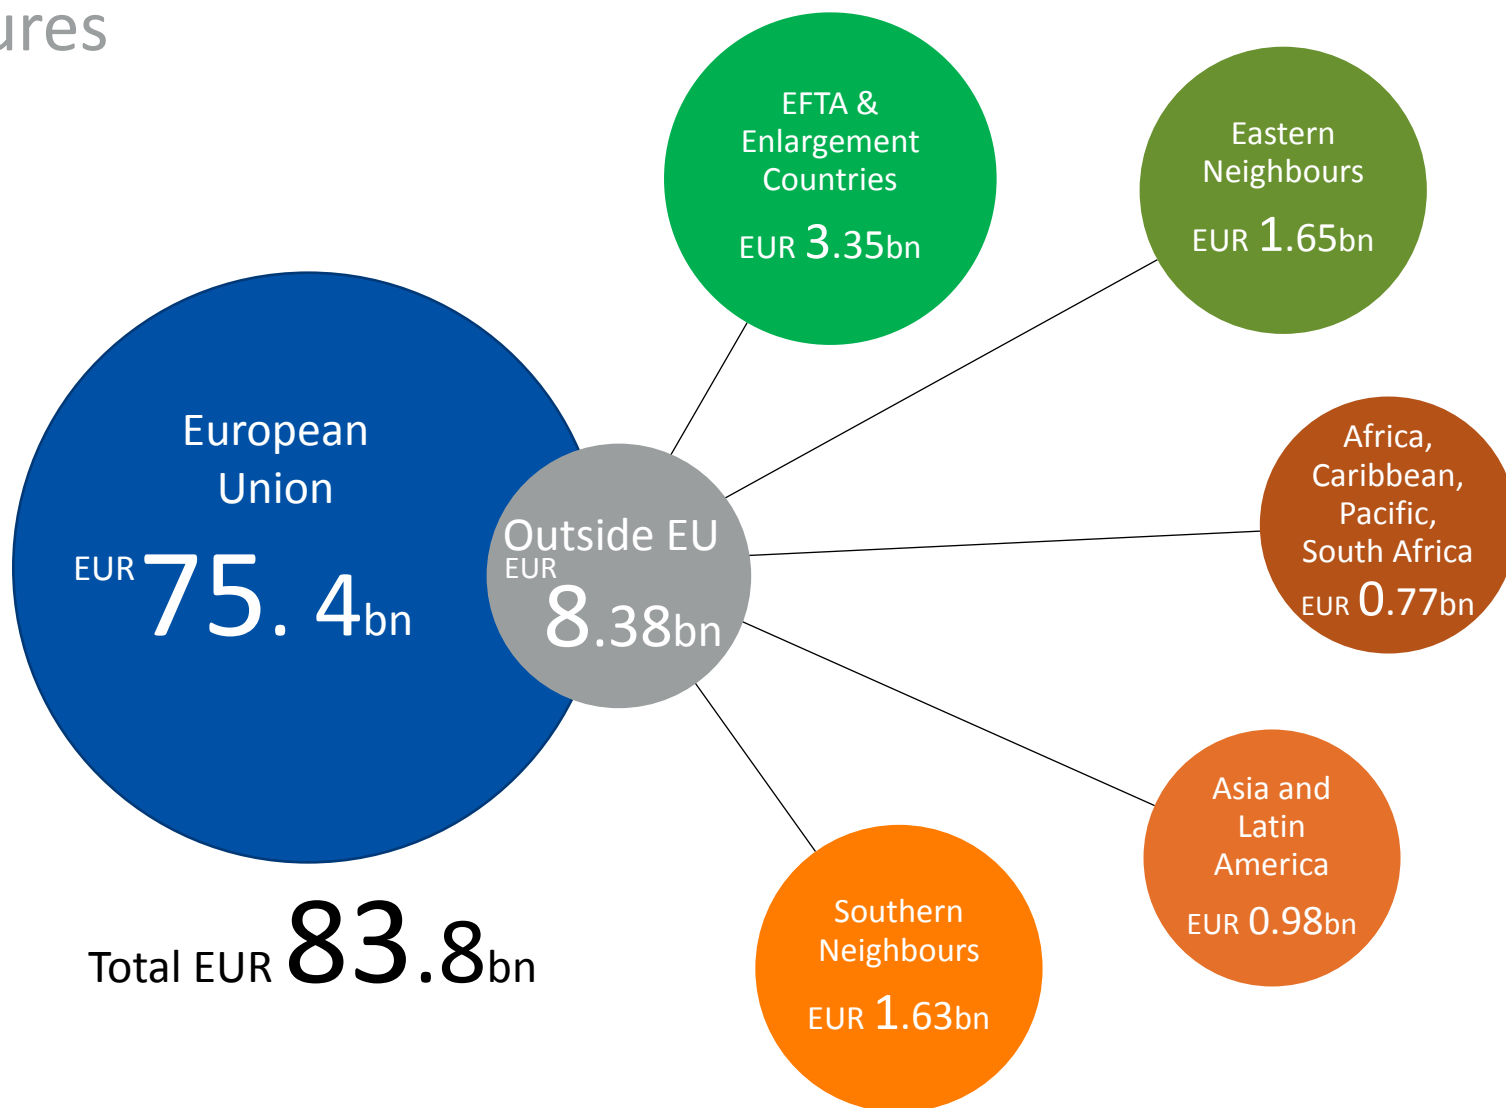 ures
EFTA &
Enlargement
Countries
EUR 3.35bn
Eastern
Neighbours
EUR 1.65bn
European
Union
EUR 75. 4bn
Outside EU
EUR
8.38bn
Africa,
Caribbean,
Pacific,
South Africa
EUR 0.77bn
Asia and
Latin
America
EUR 0.98bn
Southern
Neighbours
EUR 1.63bn
Total EUR 83.8bn